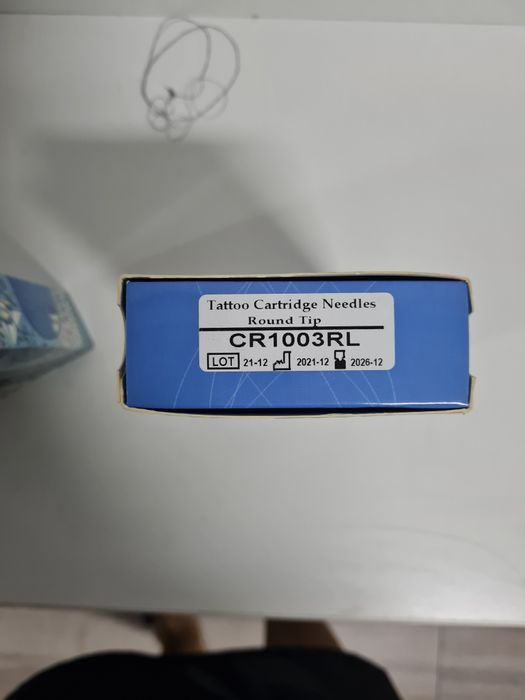 Tattoo Cartridge Needles
Round Tip
CR1003RL
LOT 21-12 2021-12 2026-12